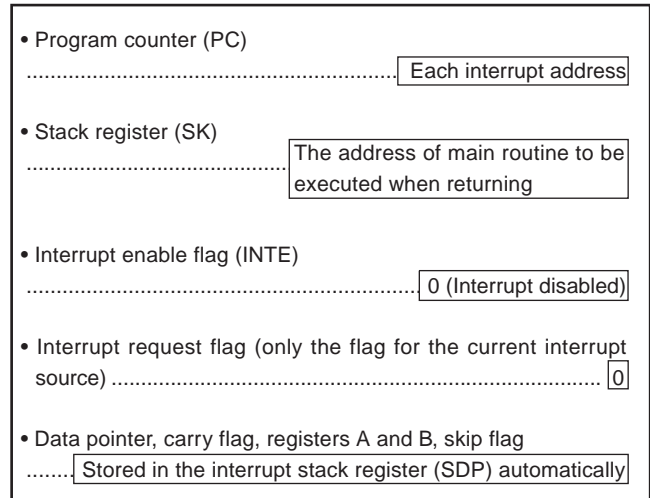 • Program counter (PC)
.............................................................. Each interrupt address
• Stack register (SK)
........................................... The address of main routine to be
executed when returning
• Interrupt enable flag (INTE)
................................................................. 0 (Interrupt disabled)
• Interrupt request flag (only the flag for the current interrupt
source) ................................................................................. 0
• Data pointer, carry flag, registers A and B, skip flag
........ Stored in the interrupt stack register (SDP) automatically